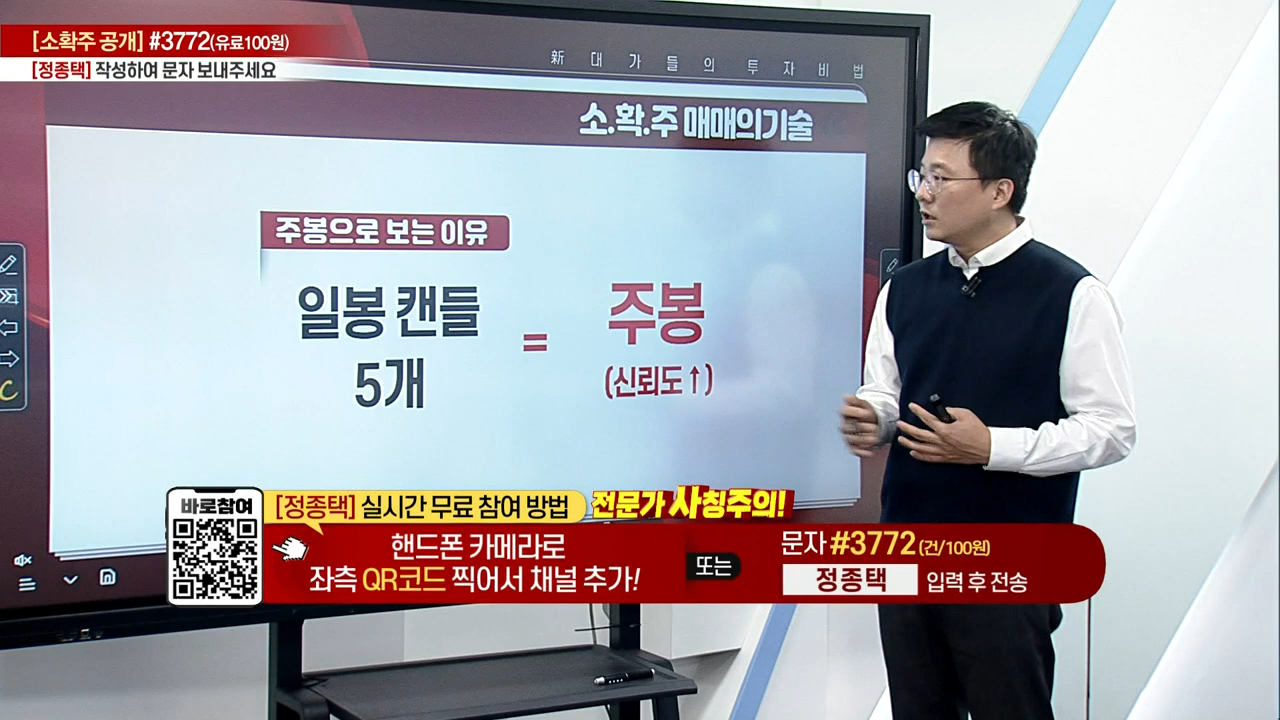 [소확주 공개] #3772(유료100원)
[정종택] 작성하여 문자 보내주세요
新 대 가 들 의 투 자 비 법
소.확.주 매매의기술
주봉으로 보는 이유
일봉 캔들
5개
=
주봉
(신뢰도↑)
바로참여
[정종택] 실시간 무료 참여 방법
전문가 사칭주의!
핸드폰 카메라로
좌측 QR코드 찍어서 채널 추가!
또는
문자 #3772 (건/100원)
정종택 입력 후 전송